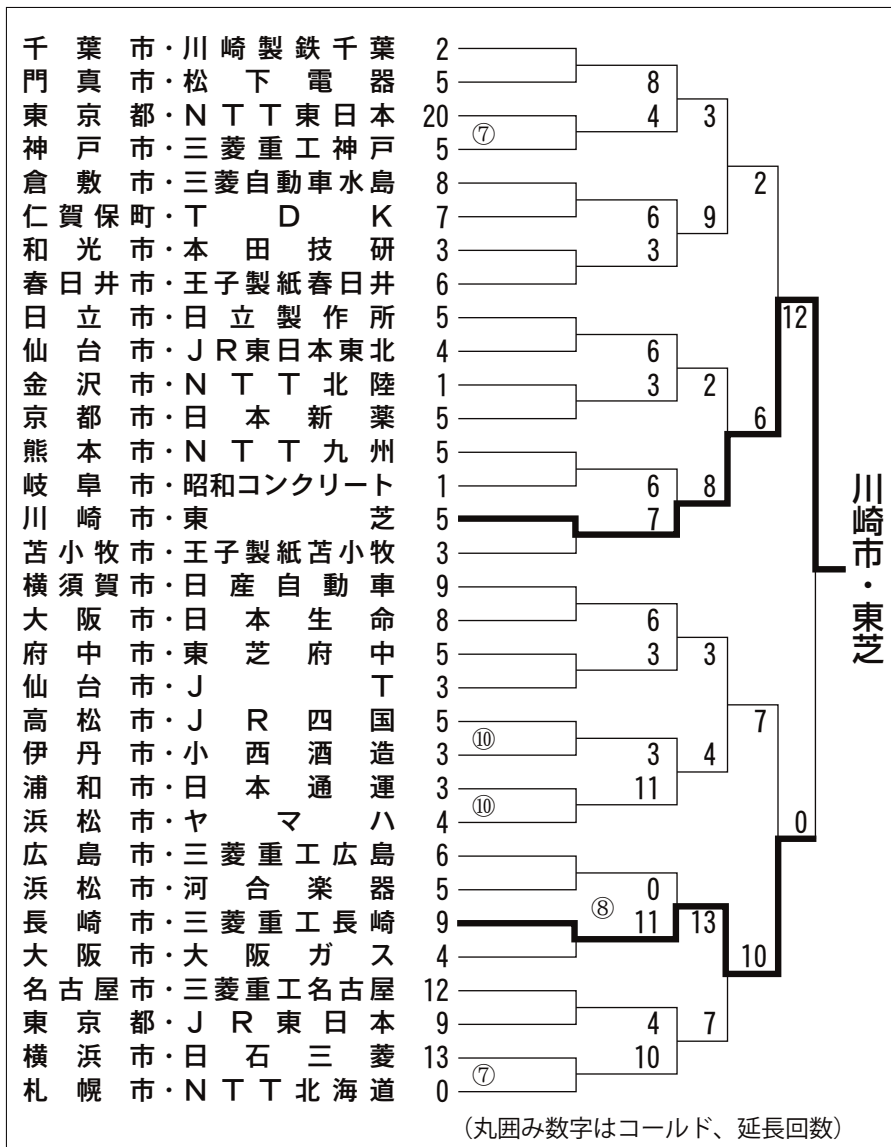 千葉市・川崎製鉄千葉 2
門真市・松下電器 5
東京都・NTT東日本 20
⑦
神戸市・三菱重工神戸 5
倉敷市・三菱自動車水島 8
仁賀保町・TDK 7
和光市・本田技研 3
春日井市・王子製紙春日井 6
日立市・日立製作所 5
仙台市・JR東日本東北 4
金沢市・NTT北陸 1
京都市・日本新薬 5
熊本市・NTT九州 5
岐阜市・昭和コンクリート 1
川崎市・東芝 5
苫小牧市・王子製紙苫小牧 3
横須賀市・日産自動車 9
大阪市・日本生命 8
府中市・東芝府中 5
仙台市・JT 3
高松市・JR四国 5
⑩
伊丹市・小西酒造 3
浦和市・日本通運 3
⑩
浜松市・ヤマハ 4
広島市・三菱重工広島 6
浜松市・河合楽器 5
長崎市・三菱重工長崎 9
大阪市・大阪ガス 4
名古屋市・三菱重工名古屋 12
東京都・JR東日本 9
横浜市・日石三菱 13
⑦
札幌市・NTT北海道 0
8
4
6
3
6
3
6
7
6
3
3
11
0
⑧
11
4
10
3
9
2
8
3
4
13
7
2
6
7
10
12
0
川崎市・東芝
(丸囲み数字はコールド、延長回数)